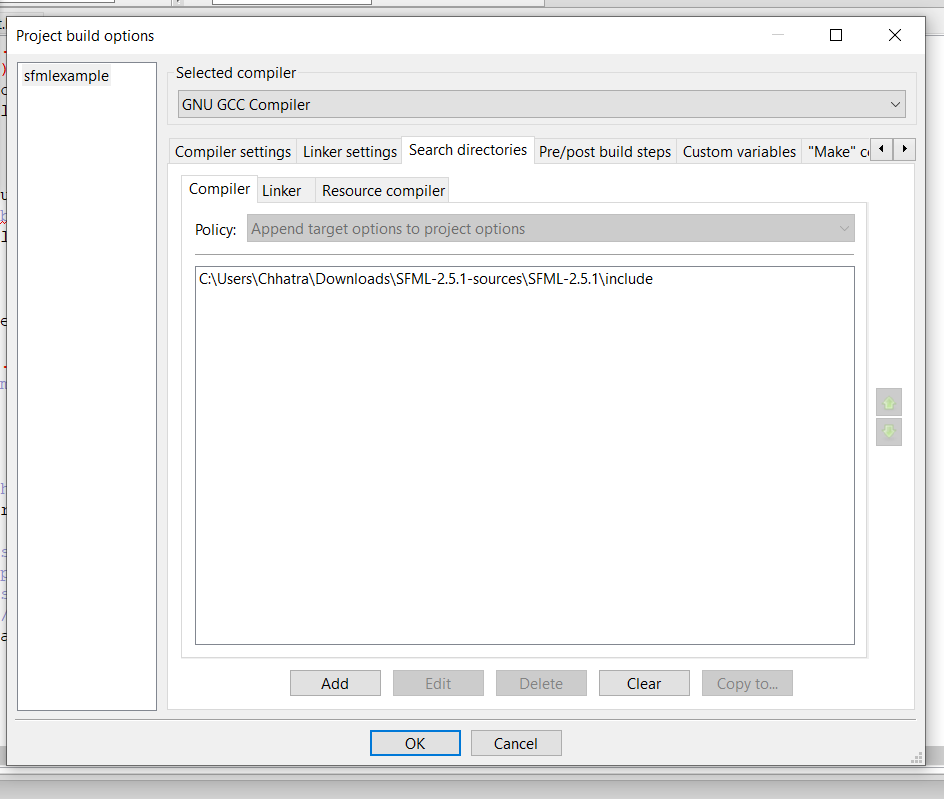 Project build options
sfmlexample
Selected compiler
GNU GCC Compiler
Compiler settings Linker settings Search directories Pre/post build steps Custom variables "Make"
Compiler Linker Resource compiler
Policy: Append target options to project options
C:\Users\Chhatra\Downloads\SFML-2.5.1-sources\SFML-2.5.1\include
Add Edit Delete Clear Copy to...
OK Cancel